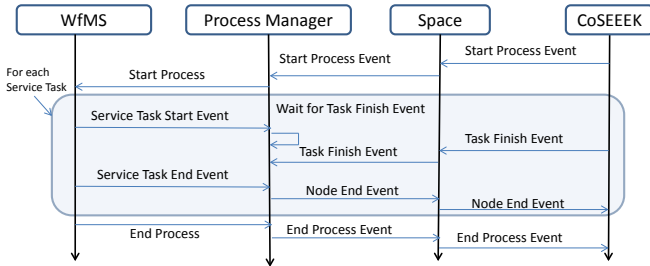 WfMS Process Manager Space CoSEEEK
Start Process Event
Start Process Event
For each
Service Task
Start Process
Service Task Start Event
Wait for Task Finish Event
Task Finish Event
Task Finish Event
Service Task End Event
Node End Event
Node End Event
End Process
End Process Event
End Process Event